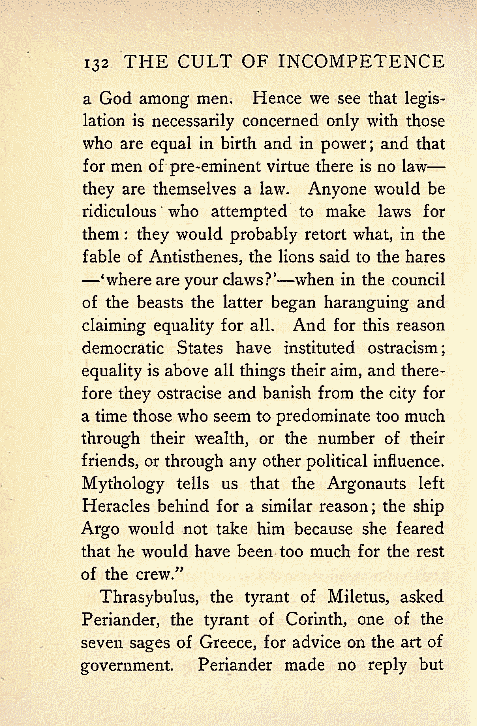 132 THE CULT OF INCOMPETENCE
a God among men. Hence we see that legis-
lation is necessarily concerned only with those
who are equal in birth and in power; and that
for men of pre-eminent virtue there is no law—
they are themselves a law. Anyone would be
ridiculous who attempted to make laws for
them: they would probably retort what, in the
fable of Antisthenes, the lions said to the hares
—‘where are your claws?’—when in the council
of the beasts the latter began haranguing and
claiming equality for all. And for this reason
democratic States have instituted ostracism;
equality is above all things their aim, and there-
fore they ostracise and banish from the city for
a time those who seem to predominate too much
through their wealth, or the number of their
friends, or through any other political influence.
Mythology tells us that the Argonauts left
Heracles behind for a similar reason; the ship
Argo would not take him because she feared
that he would have been too much for the rest
of the crew.”
Thrasybulus, the tyrant of Miletus, asked
Periander, the tyrant of Corinth, one of the
seven sages of Greece, for advice on the art of
government. Periander made no reply but